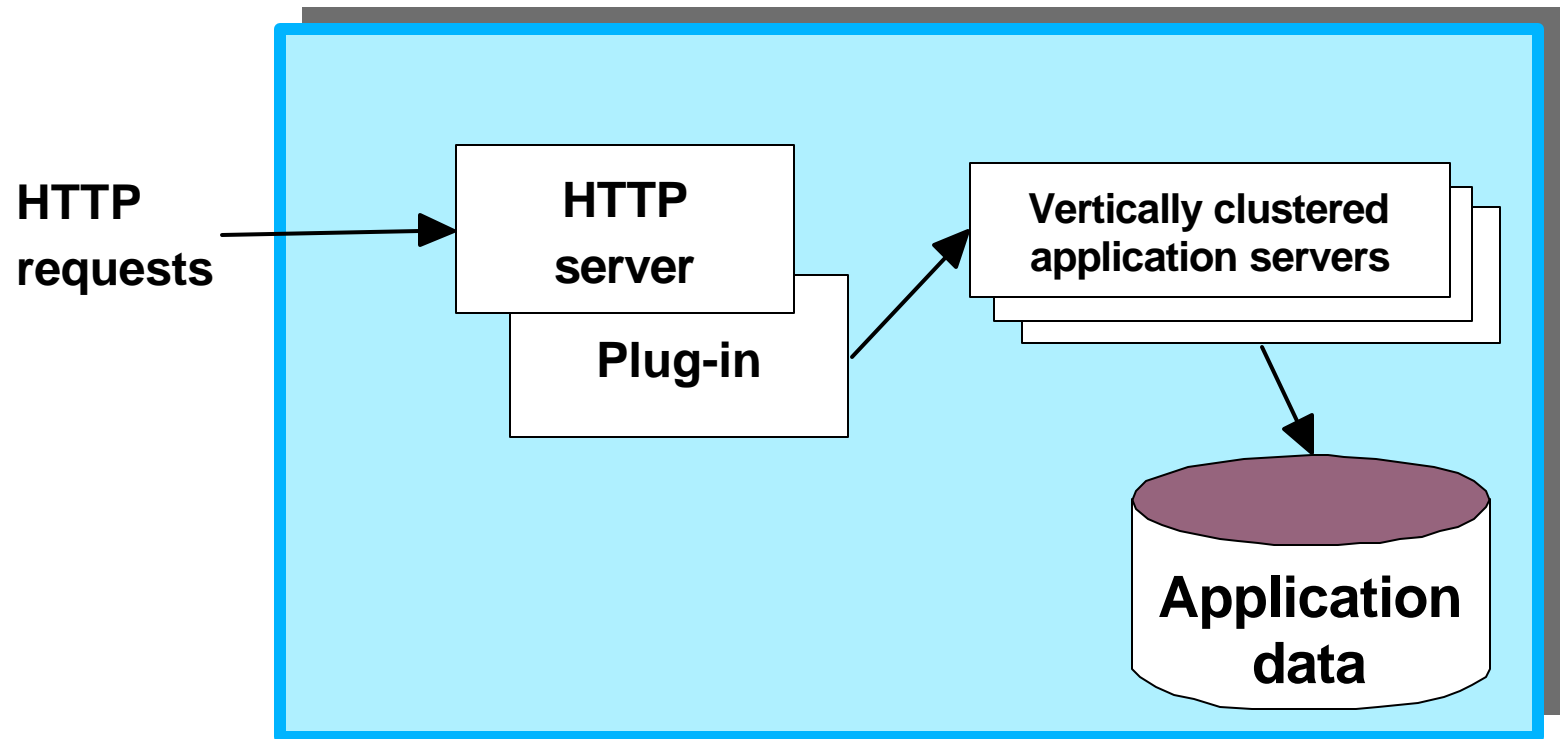 HTTP
requests
HTTP
server
Plug-in
Vertically clustered
application servers
Application
data